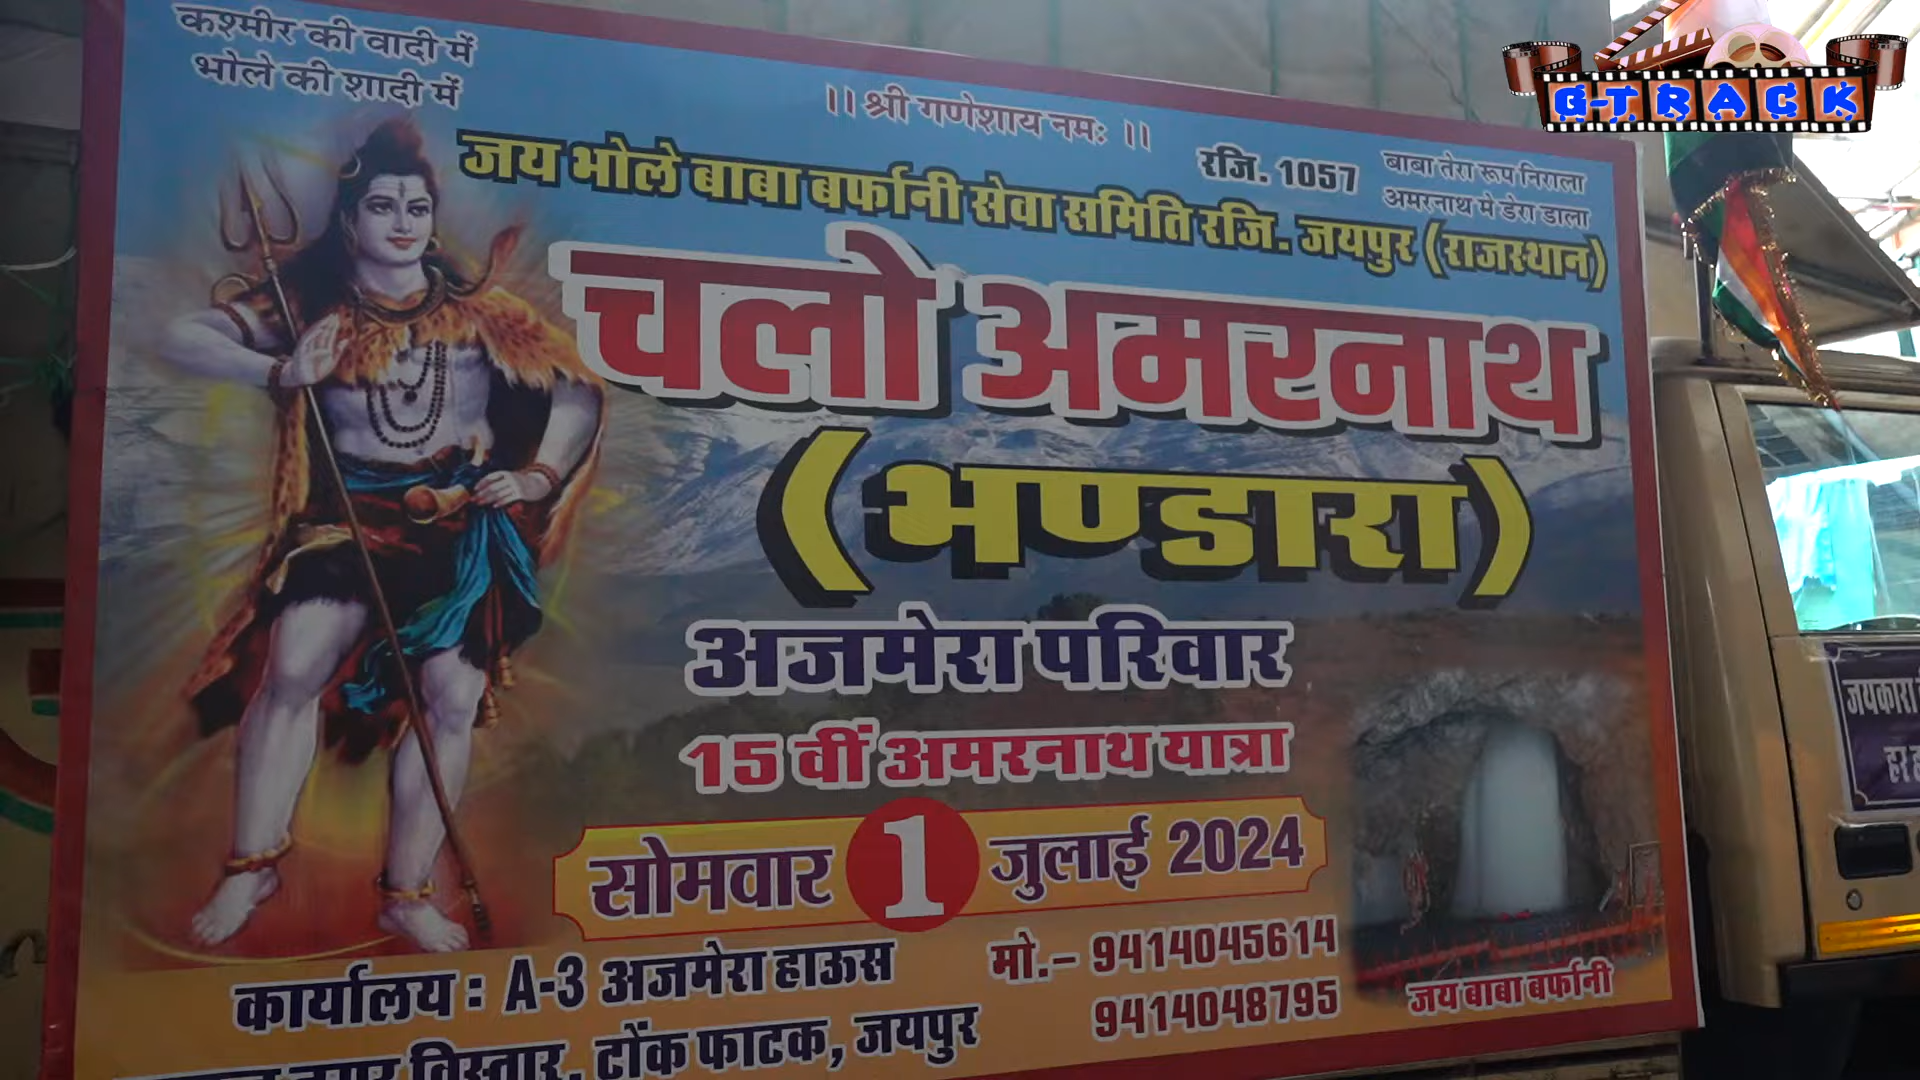 कश्मीर की वादी में
भोले की शादी में
।। श्री गणेशाय नमः ।।
रजि. 1057
बाबा तेरा रूप निराला
अमरनाथ मे डेरा डाला
जय भोले बाबा बर्फानी सेवा समिति रजि. जयपुर (राजस्थान)
चलो अमरनाथ
(भण्डारा)
अजमेरा परिवार
15 वीं अमरनाथ यात्रा
सोमवार 1 जुलाई 2024
कार्यालय : A-3 अजमेरा हाऊस
विस्तार, टोंक फाटक, जयपुर
मो.– 9414045614
9414048795
जय बाबा बर्फानी
G-TRACK
जयकारा
हर